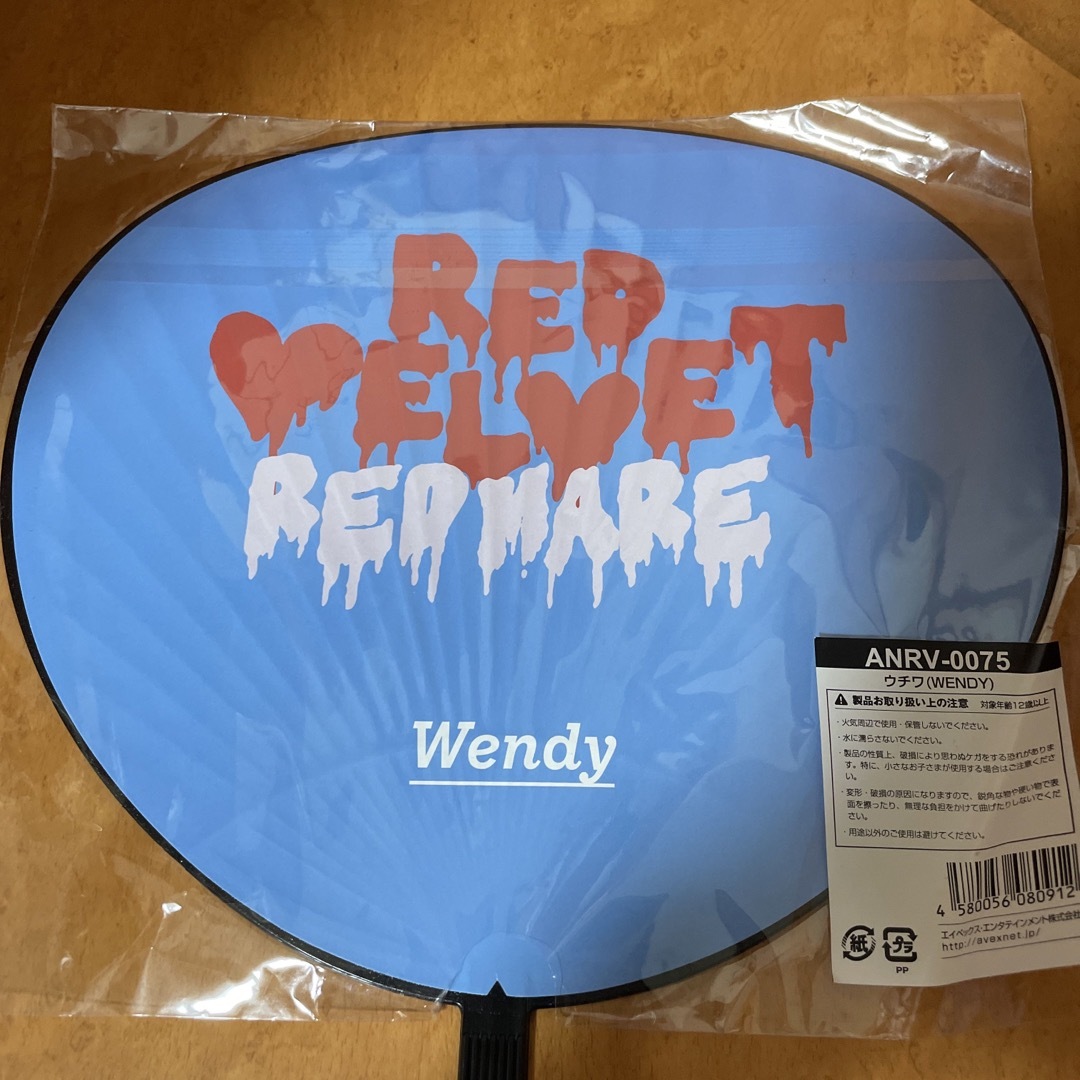 RED
VELVET
REDMARE
Wendy
ANRV-0075
ウチワ(WENDY)
製品お取り扱い上の注意 対象年齢12歳以上
・火気周辺で使用・保管しないでください。
・水に濡らさないでください。
・製品の性質上、破損により思わぬケガをする恐れがありま
す。特に、小さなお子さまが使用する場合はご注意くださ
い。
・変形・破損の原因になりますので、鋭角な物や硬い物で表
面を擦ったり、無理な負担をかけて曲げたりしないでくだ
さい。
・用途以外のご使用は避けてください。
4 580056 080912
エイベックス・エンタテインメント株式会社
http://avexnet.jp/
紙
プラ
PP